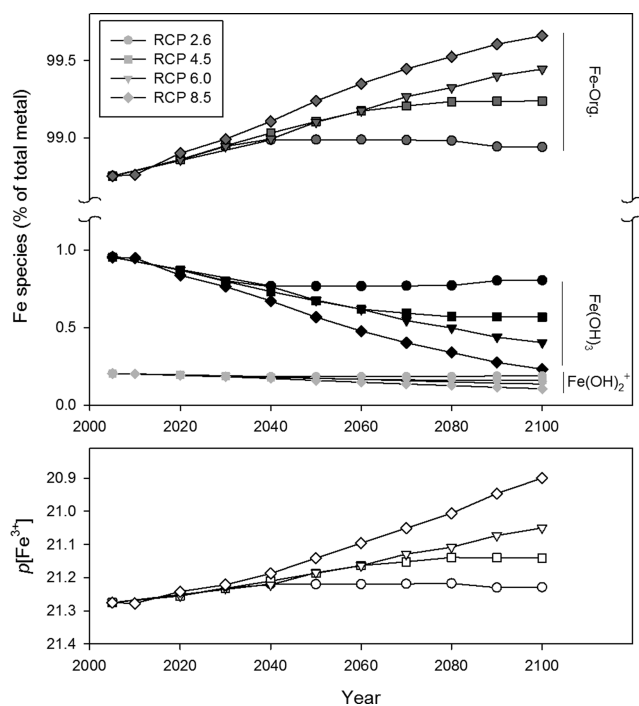 RCP 2.6
RCP 4.5
RCP 6.0
RCP 8.5
99.5
99.0
1.0
0.5
0.0
Fe species (% of total metal)
Fe-Org.
Fe(OH)3
Fe(OH)2+
2000
2020
2040
2060
2080
2100
20.9
21.0
21.1
21.2
21.3
21.4
p[Fe3+]
2000
2020
2040
2060
2080
2100
Year